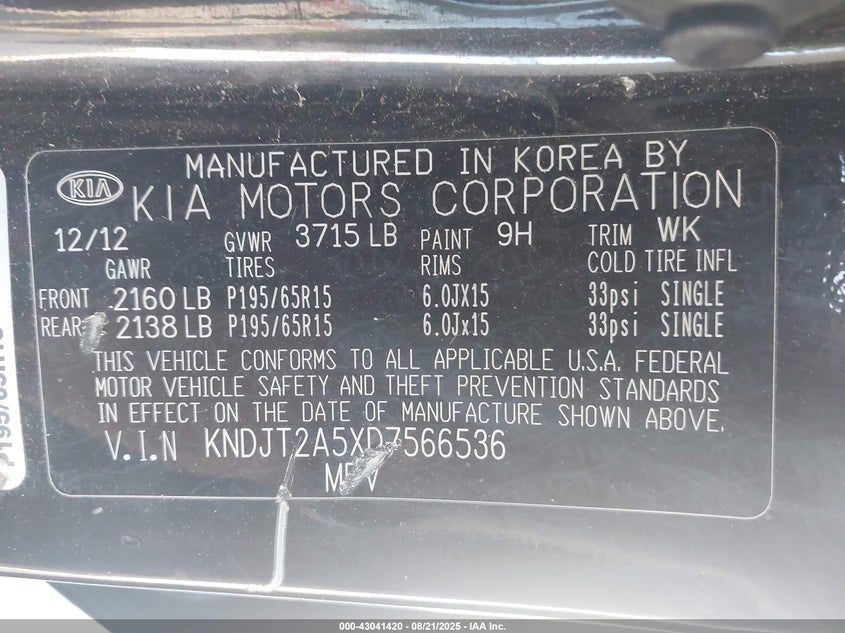 MANUFACTURED IN KOREA BY
KIA KIA MOTORS CORPORATION
12/12 GVWR 3715 LB PAINT 9H TRIM WK
GAWR TIRES RIMS COLD TIRE INFL
FRONT 2160 LB P195/65R15 6.0JX15 33psi SINGLE
REAR 2138 LB P195/65R15 6.0Jx15 33psi SINGLE
THIS VEHICLE CONFORMS TO ALL APPLICABLE U.S.A. FEDERAL
MOTOR VEHICLE SAFETY AND THEFT PREVENTION STANDARDS
IN EFFECT ON THE DATE OF MANUFACTURE SHOWN ABOVE.
V.I.N KNDJT2A5XD7566536
MPV
000-43041420 - 08/21/2025 - IAA Inc.